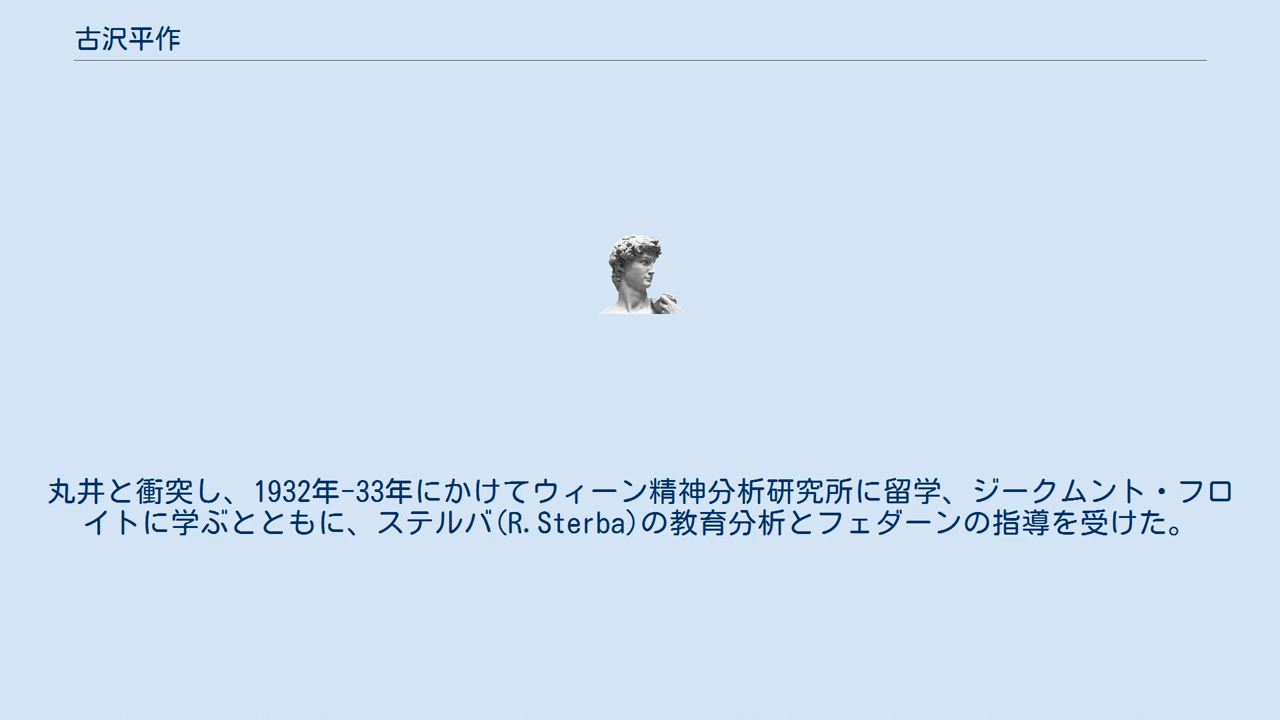 古沢平作
丸井と衝突し、1932年-33年にかけてウィーン精神分析研究所に留学、ジークムント・フロ
イトに学ぶとともに、ステルバ(R.Sterba)の教育分析とフェダーンの指導を受けた。